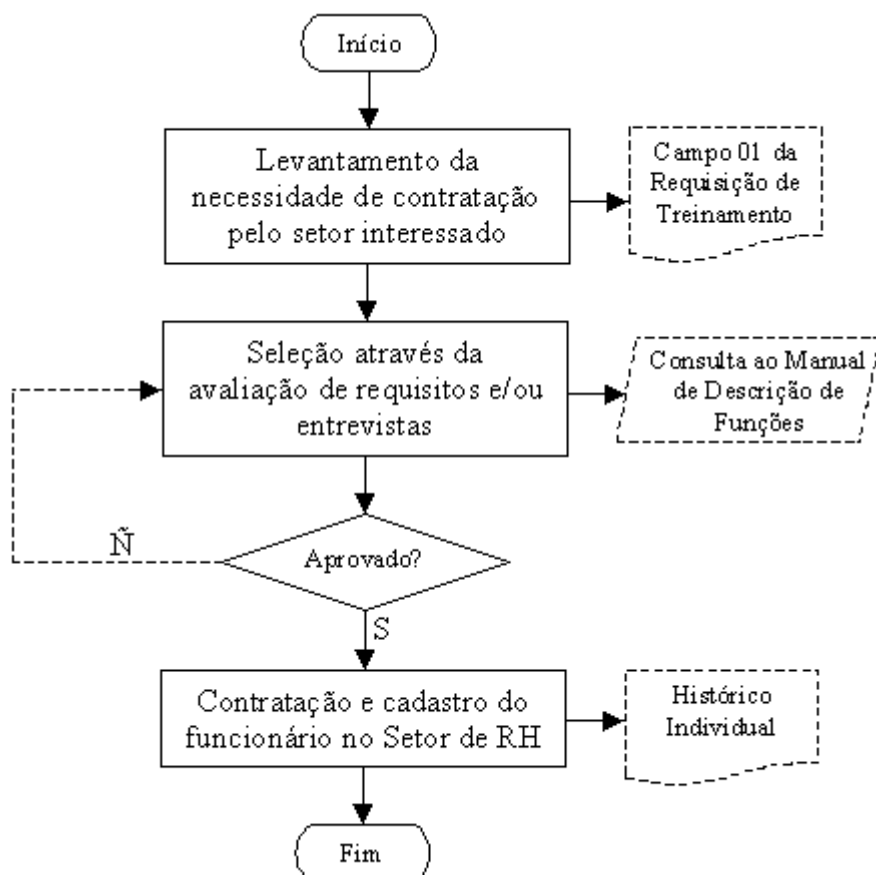 Início
Levantamento da
necessidade de contratação
pelo setor interessado
Campo 01 da
Requisição de
Treinamento
Seleção através da
avaliação de requisitos e/ou
entrevistas
Consulta ao Manual
de Descrição de
Funções
Ñ
Aprovado?
S
Contratação e cadastro do
funcionário no Setor de RH
Histórico
Individual
Fim